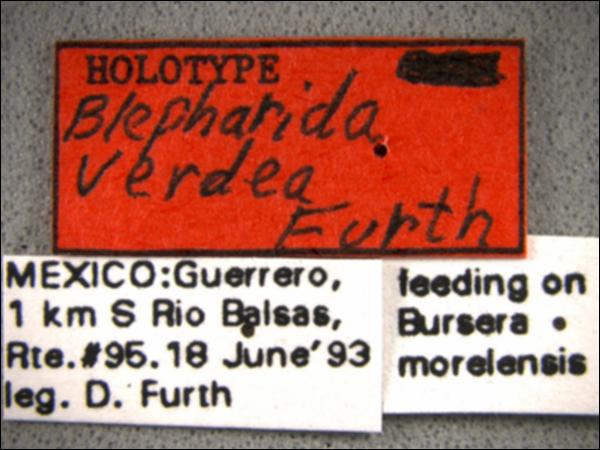 HOLOTYPE
Blepharida
verdea
Furth
MEXICO:Guerrero,
1 km S Rio Balsas,
Rte.#95.18 June'93
leg. D. Furth
feeding on
Bursera
morelensis